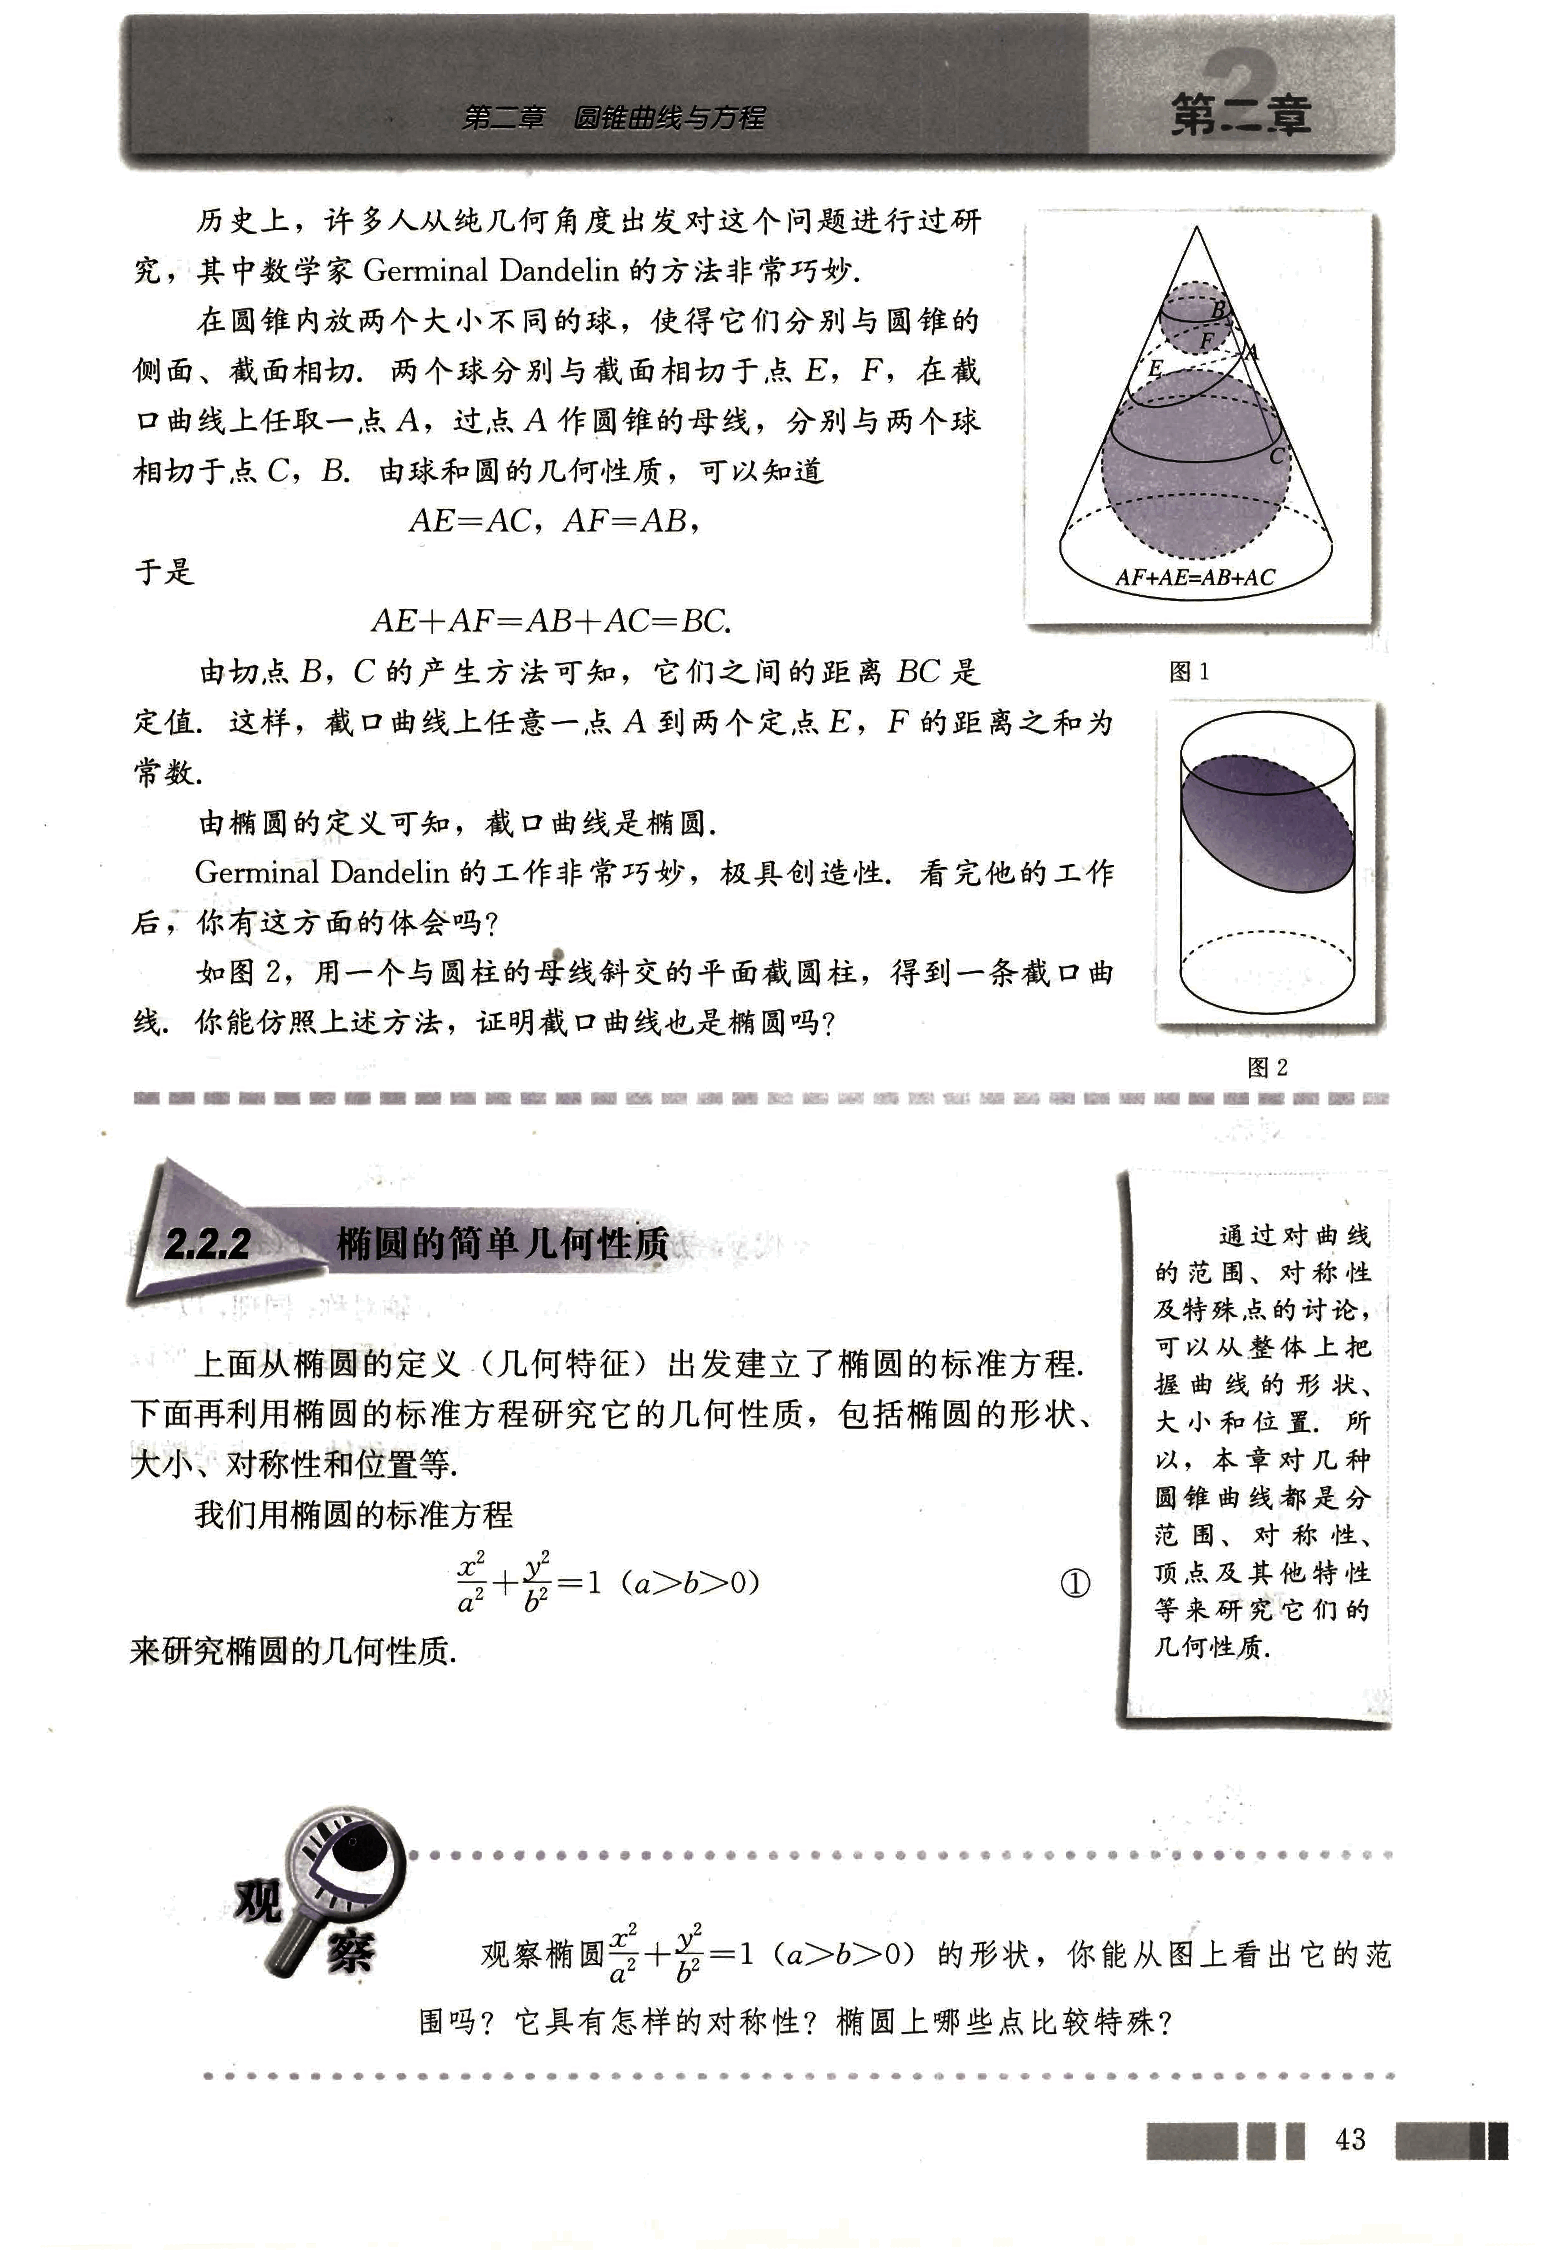 第二章 圆锥曲线与方程
第二章
历史上，许多人从纯几何角度出发对这个问题进行过研
究，其中数学家 Germinal Dandelin 的方法非常巧妙.
在圆锥内放两个大小不同的球，使得它们分别与圆锥的
侧面、截面相切. 两个球分别与截面相切于点 E，F，在截
口曲线上任取一点 A，过点 A 作圆锥的母线，分别与两个球
相切于点 C，B. 由球和圆的几何性质，可以知道
AE=AC，AF=AB，
于是
AE+AF=AB+AC=BC.
由切点 B，C 的产生方法可知，它们之间的距离 BC 是
定值. 这样，截口曲线上任意一点 A 到两个定点 E，F 的距离之和为
常数.
由椭圆的定义可知，截口曲线是椭圆.
Germinal Dandelin 的工作非常巧妙，极具创造性. 看完他的工作
后，你有这方面的体会吗？
如图 2，用一个与圆柱的母线斜交的平面截圆柱，得到一条截口曲
线. 你能仿照上述方法，证明截口曲线也是椭圆吗？
B
F
A
E
C
AF+AE=AB+AC
图 1
图 2
2.2.2 椭圆的简单几何性质
上面从椭圆的定义（几何特征）出发建立了椭圆的标准方程.
下面再利用椭圆的标准方程研究它的几何性质，包括椭圆的形状、
大小、对称性和位置等.
我们用椭圆的标准方程
x²/a²+y²/b²=1（a>b>0） ①
来研究椭圆的几何性质.
通过对曲线
的范围、对称性
及特殊点的讨论，
可以从整体上把
握曲线的形状、
大小和位置. 所
以，本章对几种
圆锥曲线都是分
范围、对称性、
顶点及其他特性
等来研究它们的
几何性质.
观察
观察椭圆x²/a²+y²/b²=1（a>b>0）的形状，你能从图上看出它的范
围吗？它具有怎样的对称性？椭圆上哪些点比较特殊？
43